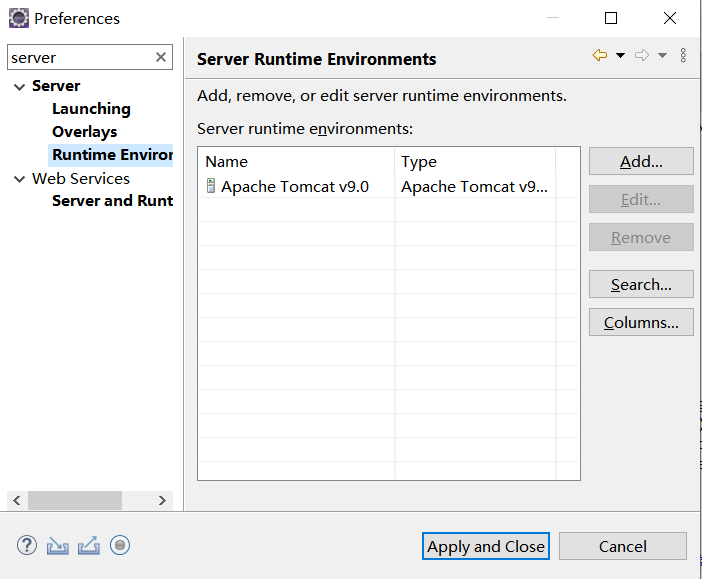 Preferences
server
Server
Launching
Overlays
Runtime Enviror
Web Services
Server and Runt
Server Runtime Environments
Add, remove, or edit server runtime environments.
Server runtime environments:
Name Type
Apache Tomcat v9.0 Apache Tomcat v9...
Add...
Edit...
Remove
Search...
Columns...
Apply and Close Cancel